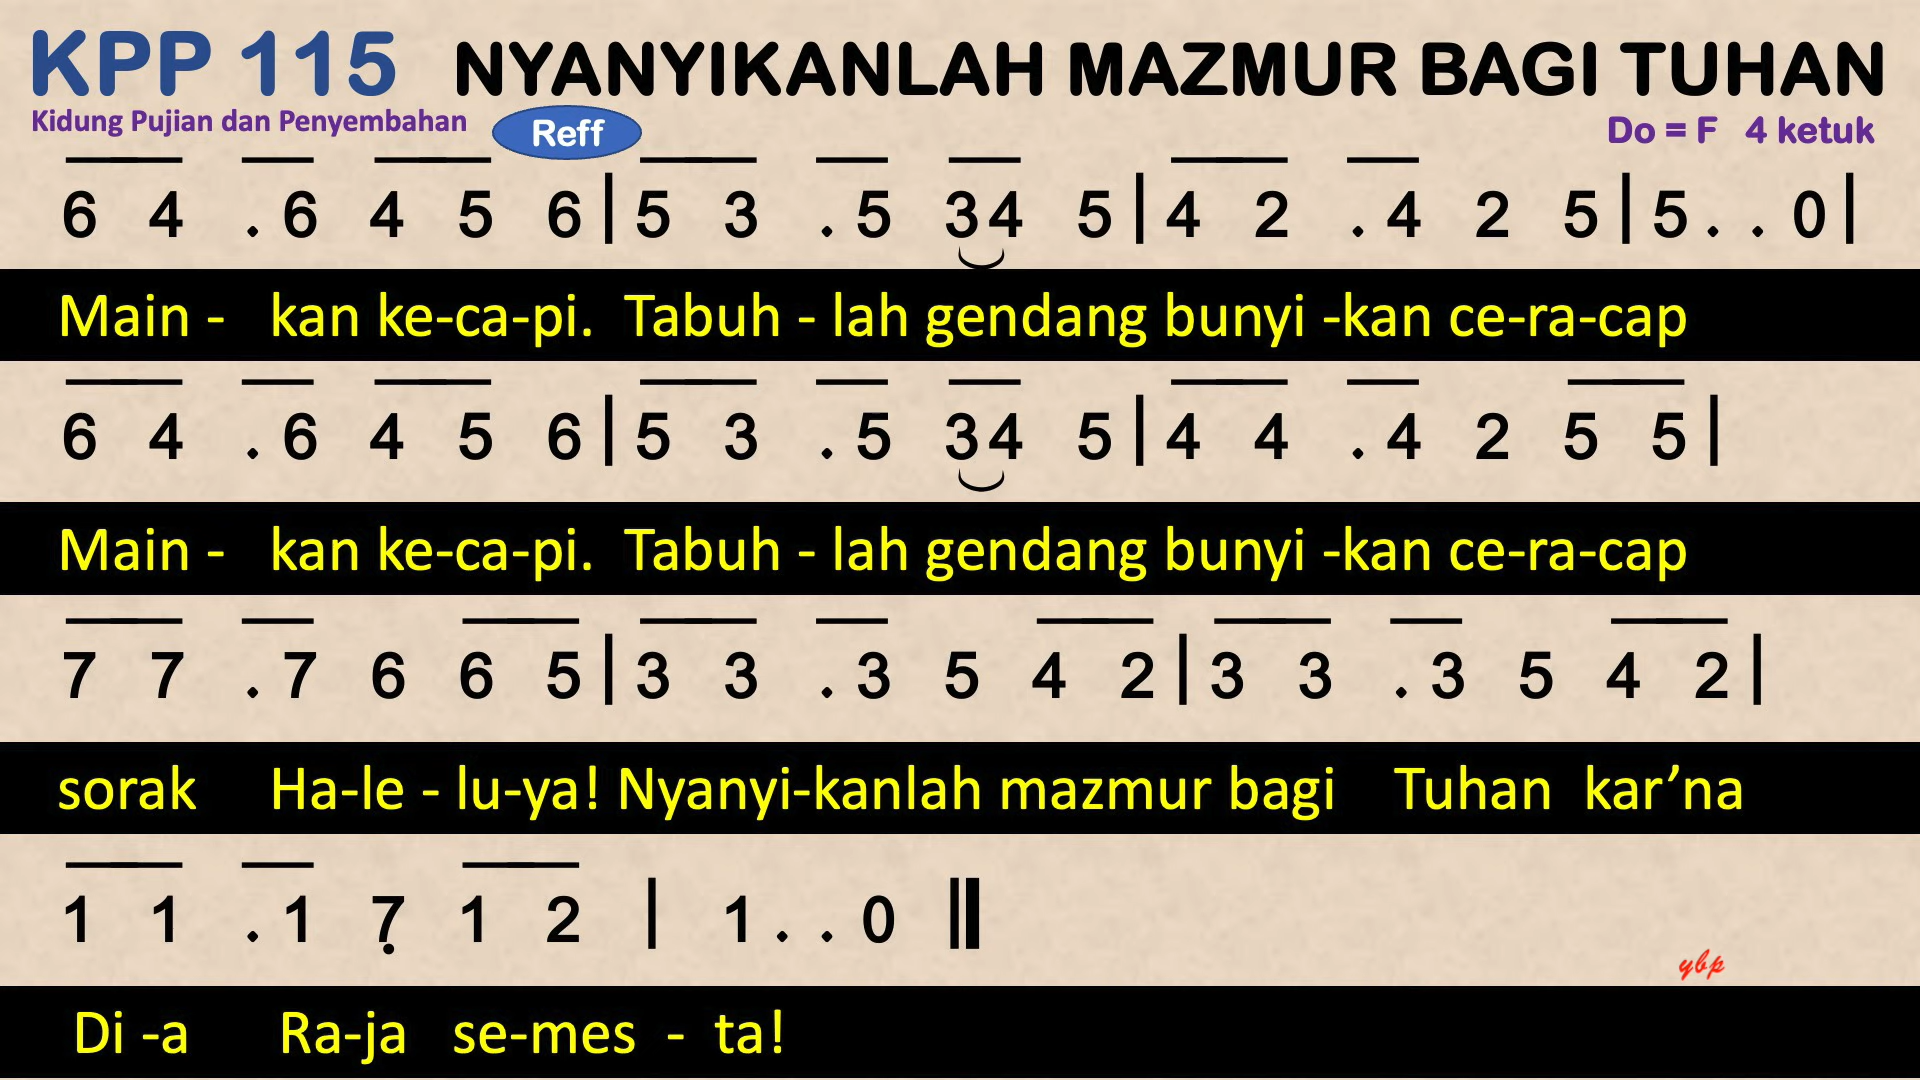 KPP 115 NYANYIKANLAH MAZMUR BAGI TUHAN
Kidung Pujian dan Penyembahan Reff Do = F 4 ketuk
6 4 . 6 4 5 6 | 5 3 . 5 3 4 5 | 4 2 . 4 2 5 | 5 . . 0 |
Main - kan ke-ca-pi. Tabuh - lah gendang bunyi -kan ce-ra-cap
6 4 . 6 4 5 6 | 5 3 . 5 3 4 5 | 4 4 . 4 2 5 5 |
Main - kan ke-ca-pi. Tabuh - lah gendang bunyi -kan ce-ra-cap
7 7 . 7 6 6 5 | 3 3 . 3 5 4 2 | 3 3 . 3 5 4 2 |
sorak Ha-le - lu-ya! Nyanyi-kanlah mazmur bagi Tuhan kar’na
1 1 . 1 7̣ 1 2 | 1 . . 0 ||
ybp
Di -a Ra-ja se-mes - ta!